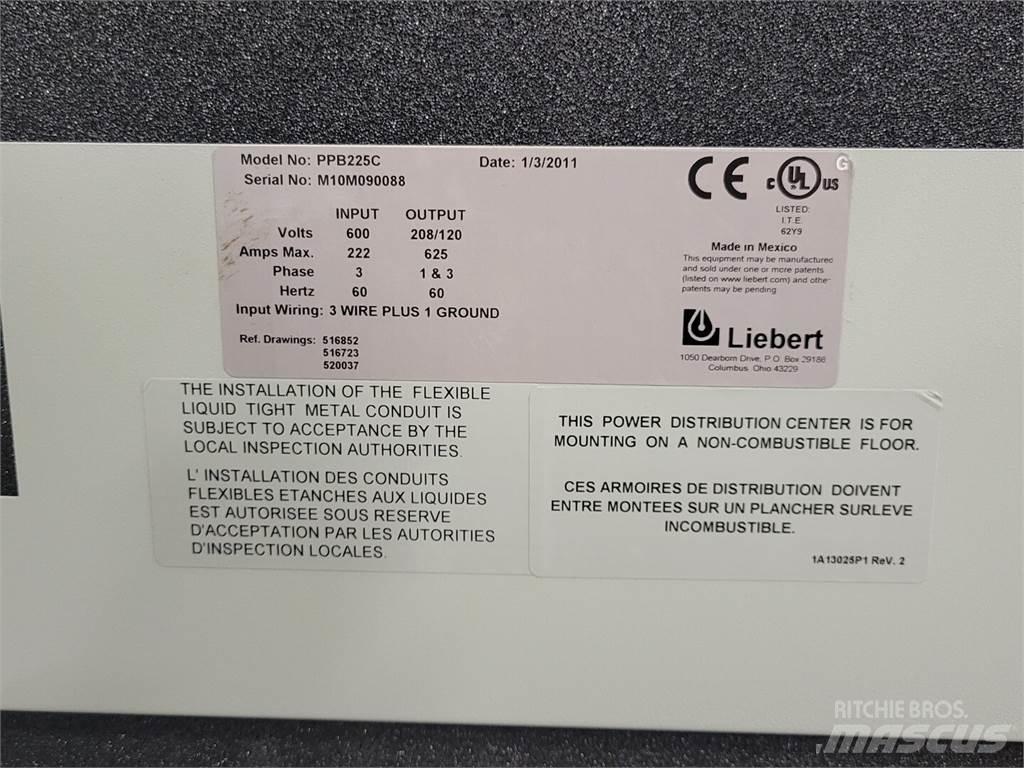 Model No: PPB225C Date: 1/3/2011
Serial No: M10M090088
INPUT OUTPUT
Volts 600 208/120
Amps Max. 222 625
Phase 3 1 & 3
Hertz 60 60
Input Wiring: 3 WIRE PLUS 1 GROUND
Ref. Drawings: 516852
516723
520037
CE c UL US G
LISTED:
I.T.E.
62Y9
Made in Mexico
This equipment may be manufactured
and sold under one or more patents
(listed on www.liebert.com) and other
patents may be pending
Liebert
1050 Dearborn Drive, P.O. Box 29186
Columbus, Ohio 43229
THE INSTALLATION OF THE FLEXIBLE
LIQUID TIGHT METAL CONDUIT IS
SUBJECT TO ACCEPTANCE BY THE
LOCAL INSPECTION AUTHORITIES.
L' INSTALLATION DES CONDUITS
FLEXIBLES ETANCHES AUX LIQUIDES
EST AUTORISEE SOUS RESERVE
D'ACCEPTATION PAR LES AUTORITIES
D'INSPECTION LOCALES.
THIS POWER DISTRIBUTION CENTER IS FOR
MOUNTING ON A NON-COMBUSTIBLE FLOOR.
CES ARMOIRES DE DISTRIBUTION DOIVENT
ENTRE MONTEES SUR UN PLANCHER SURLEVE
INCOMBUSTIBLE.
1A13025P1 ReV. 2
RITCHIE BROS.
MASCUS